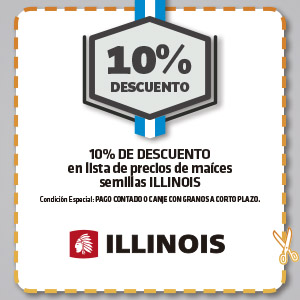 10%
DESCUENTO
10% DE DESCUENTO
en lista de precios de maíces
semillas ILLINOIS
Condición Especial: PAGO CONTADO O CANJE CON GRANOS A CORTO PLAZO.
ILLINOIS